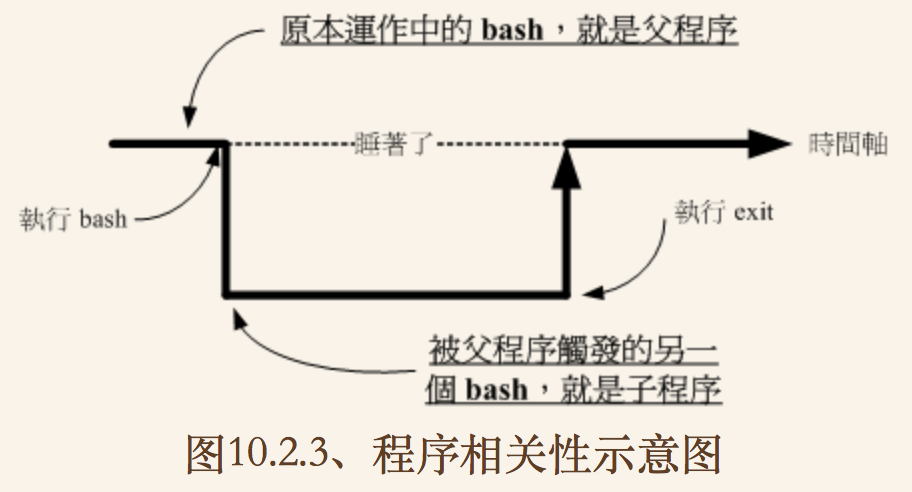 原本運作中的 bash，就是父程序
睡著了
時間軸
執行 bash
執行 exit
被父程序觸發的另一
個 bash，就是子程序
图10.2.3、程序相关性示意图